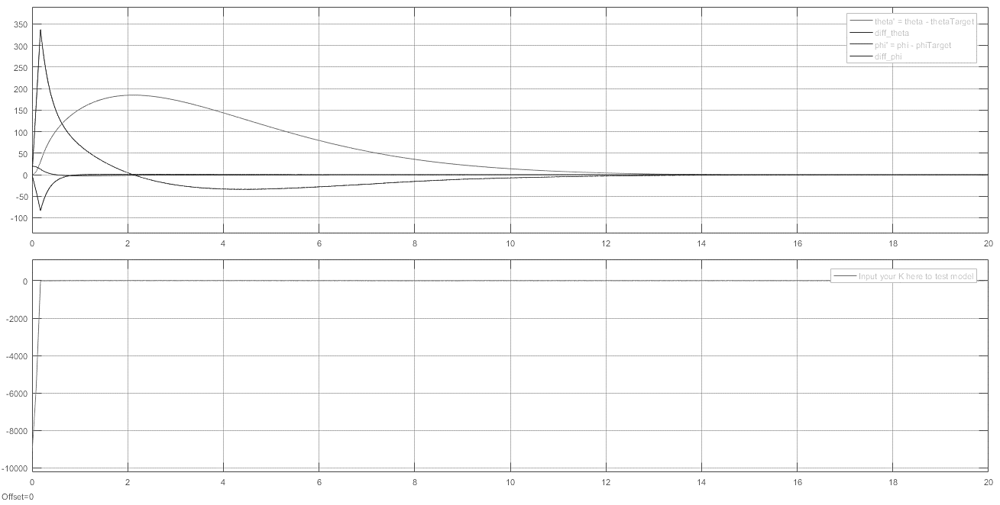 350
300
250
200
150
100
50
0
-50
-100
theta' = theta - thetaTarget
diff_theta
phi' = phi - phiTarget
diff_phi
0 2 4 6 8 10 12 14 16 18 20
0
-2000
-4000
-6000
-8000
-10000
Input your K here to test model
0 2 4 6 8 10 12 14 16 18 20
Offset=0